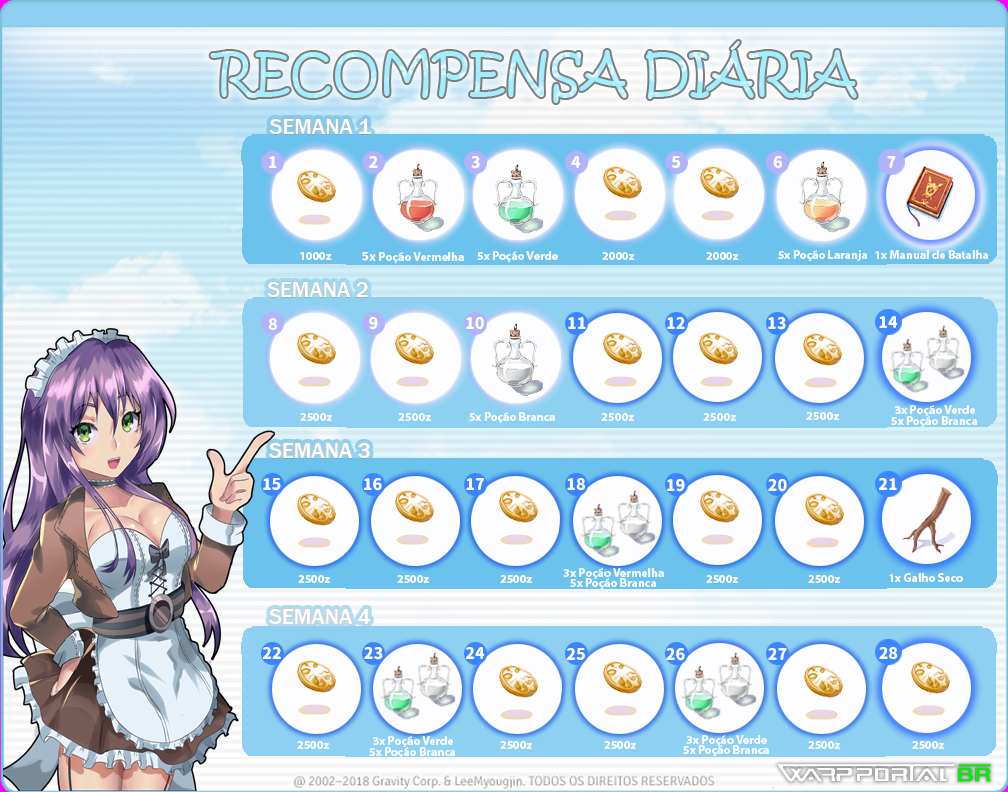 RECOMPENSA DIÁRIA
SEMANA 1
1 2 3 4 5 6 7
1000z 5x Poção Vermelha 5x Poção Verde 2000z 2000z 5x Poção Laranja 1x Manual de Batalha
SEMANA 2
8 9 10 11 12 13 14
2500z 2500z 5x Poção Branca 2500z 2500z 2500z 3x Poção Verde
5x Poção Branca
SEMANA 3
15 16 17 18 19 20 21
2500z 2500z 2500z 3x Poção Vermelha 2500z 2500z 1x Galho Seco
5x Poção Branca
SEMANA 4
22 23 24 25 26 27 28
2500z 3x Poção Verde 2500z 2500z 3x Poção Verde 2500z 2500z
5x Poção Branca 5x Poção Branca
@ 2002-2018 Gravity Corp. & LeeMyougjin. TODOS OS DIREITOS RESERVADOS
WARPPORTAL BR